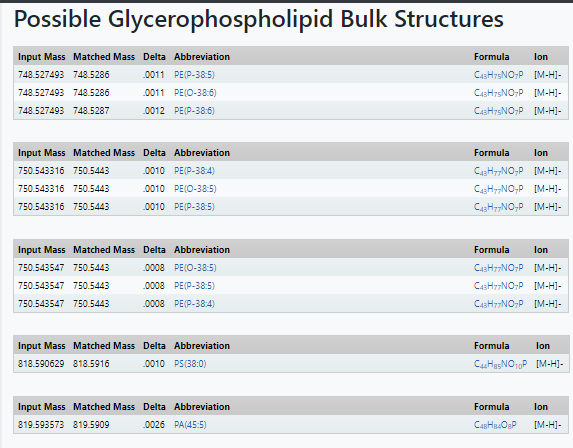 Possible Glycerophospholipid Bulk Structures
Input Mass Matched Mass Delta Abbreviation Formula Ion
748.527493 748.5286 .0011 PE(P-38:5) C₄₃H₇₅NO₇P [M-H]-
748.527493 748.5286 .0011 PE(O-38:6) C₄₃H₇₅NO₇P [M-H]-
748.527493 748.5287 .0012 PE(P-38:6) C₄₃H₇₅NO₇P [M-H]-
Input Mass Matched Mass Delta Abbreviation Formula Ion
750.543316 750.5443 .0010 PE(P-38:4) C₄₃H₇₇NO₇P [M-H]-
750.543316 750.5443 .0010 PE(O-38:5) C₄₃H₇₇NO₇P [M-H]-
750.543316 750.5443 .0010 PE(P-38:5) C₄₃H₇₇NO₇P [M-H]-
Input Mass Matched Mass Delta Abbreviation Formula Ion
750.543547 750.5443 .0008 PE(O-38:5) C₄₃H₇₇NO₇P [M-H]-
750.543547 750.5443 .0008 PE(P-38:5) C₄₃H₇₇NO₇P [M-H]-
750.543547 750.5443 .0008 PE(P-38:4) C₄₃H₇₇NO₇P [M-H]-
Input Mass Matched Mass Delta Abbreviation Formula Ion
818.590629 818.5916 .0010 PS(38:0) C₄₄H₈₅NO₁₀P [M-H]-
Input Mass Matched Mass Delta Abbreviation Formula Ion
819.593573 819.5909 .0026 PA(45:5) C₄₈H₈₄O₈P [M-H]-